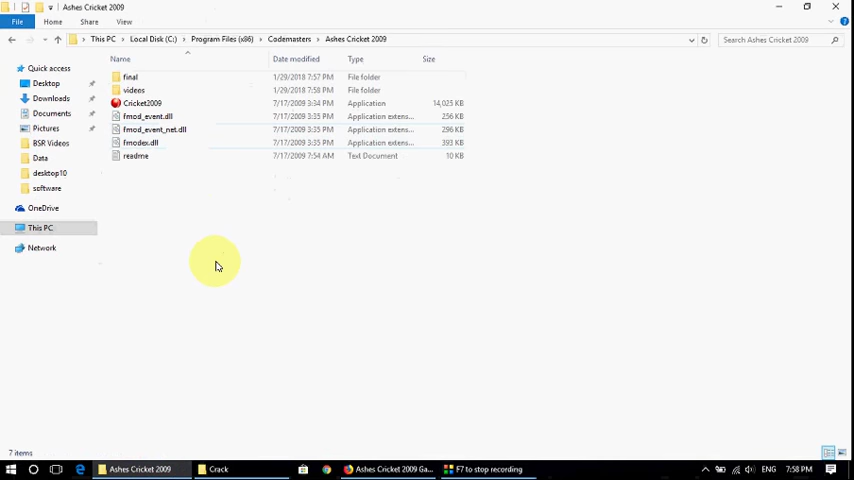 Ashes Cricket 2009
File Home Share View
This PC Local Disk (C:) Program Files (x86) Codemasters Ashes Cricket 2009
Search Ashes Cricket 2009
Name Date modified Type Size
Quick access
Desktop
Downloads
Documents
Pictures
BSR Videos
Data
desktop10
software
OneDrive
This PC
Network
final 1/29/2018 7:57 PM File folder
videos 1/29/2018 7:58 PM File folder
Cricket2009 7/17/2009 3:34 PM Application 14,025 KB
fmod_event.dll 7/17/2009 3:35 PM Application extens... 256 KB
fmod_event_net.dll 7/17/2009 3:35 PM Application extens... 296 KB
fmodex.dll 7/17/2009 3:35 PM Application extens... 393 KB
readme 7/17/2009 7:54 AM Text Document 10 KB
7 items
Ashes Cricket 2009 Crack Ashes Cricket 2009 Ga... F7 to stop recording ENG 7:58 PM